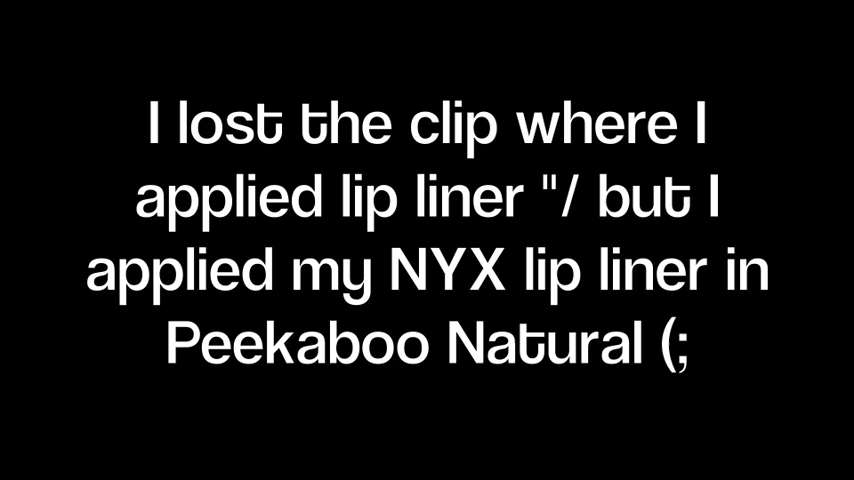 I lost the clip where I
applied lip liner "/ but I
applied my NYX lip liner in
Peekaboo Natural (;